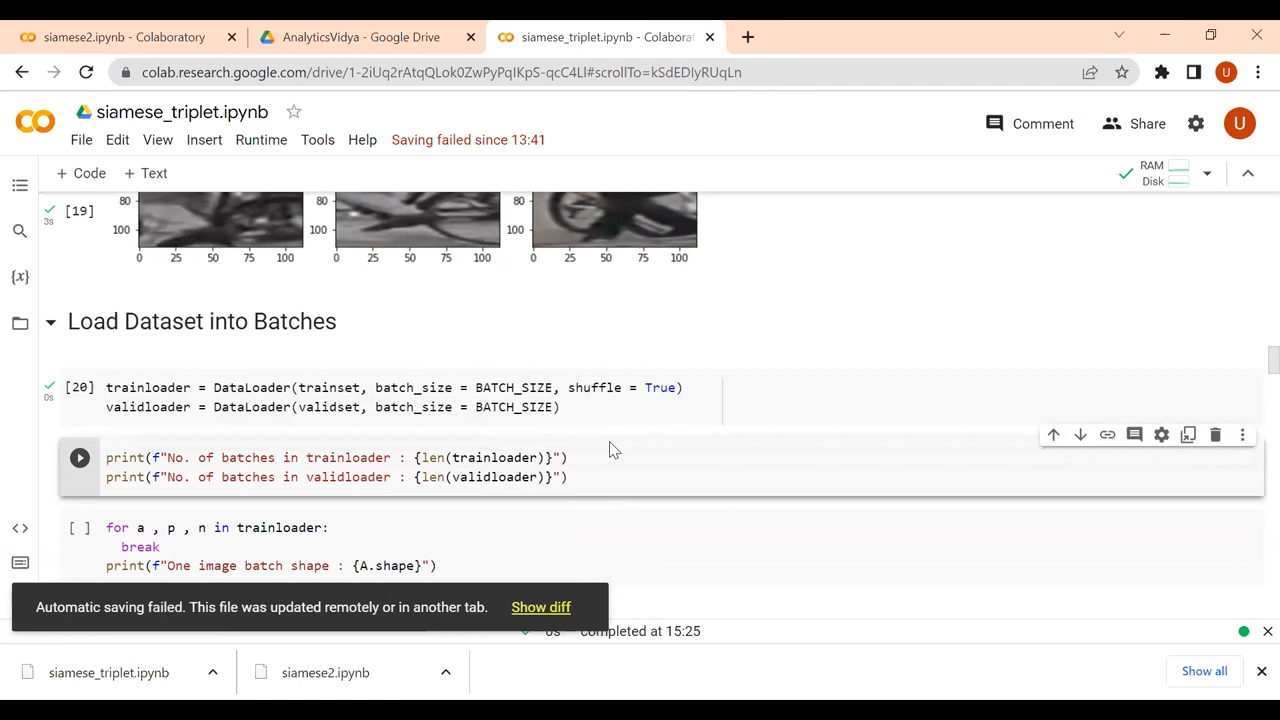 siamese2.ipynb - Colaboratory
AnalyticsVidya - Google Drive
siamese_triplet.ipynb - Colaborat
colab.research.google.com/drive/1-2iUq2rAtqQLok0ZwPyPqIKpS-qcC4Ll#scrollTo=kSdEDIyRUqLn
U
siamese_triplet.ipynb
Comment
Share
U
File Edit View Insert Runtime Tools Help Saving failed since 13:41
+ Code + Text
RAM
Disk
[19]
3s
80 80 80
100 100 100
0 25 50 75 100 0 25 50 75 100 0 25 50 75 100
{x}
Load Dataset into Batches
[20] trainloader = DataLoader(trainset, batch_size = BATCH_SIZE, shuffle = True)
0s
validloader = DataLoader(validset, batch_size = BATCH_SIZE)
print(f"No. of batches in trainloader : {len(trainloader)}")
print(f"No. of batches in validloader : {len(validloader)}")
[ ] for a , p , n in trainloader:
break
print(f"One image batch shape : {A.shape}")
Automatic saving failed. This file was updated remotely or in another tab. Show diff
0s completed at 15:25
siamese_triplet.ipynb
siamese2.ipynb
Show all